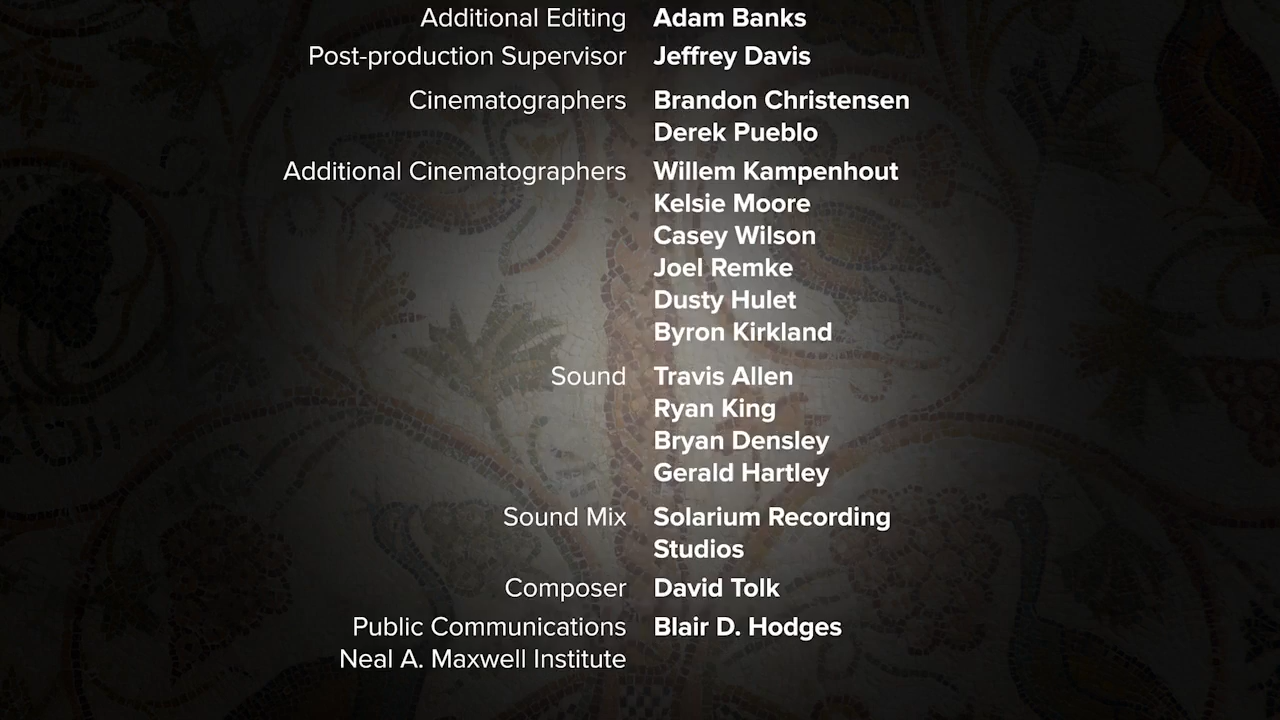 Additional Editing Adam Banks
Post-production Supervisor Jeffrey Davis
Cinematographers Brandon Christensen
Derek Pueblo
Additional Cinematographers Willem Kampenhout
Kelsie Moore
Casey Wilson
Joel Remke
Dusty Hulet
Byron Kirkland
Sound Travis Allen
Ryan King
Bryan Densley
Gerald Hartley
Sound Mix Solarium Recording
Studios
Composer David Tolk
Public Communications Blair D. Hodges
Neal A. Maxwell Institute